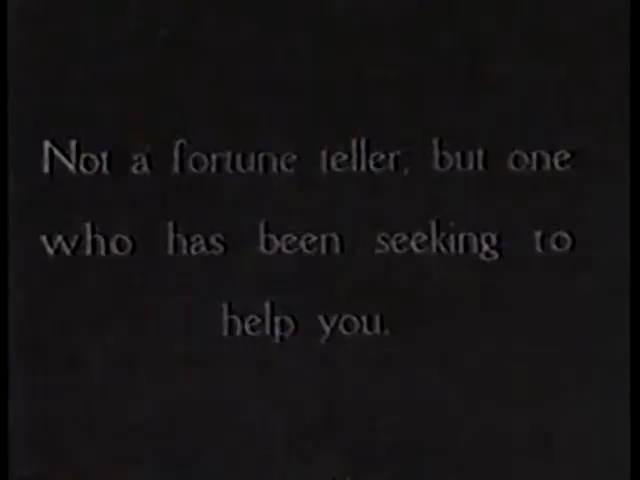 Not a fortune teller, but one
who has been seeking to
help you.